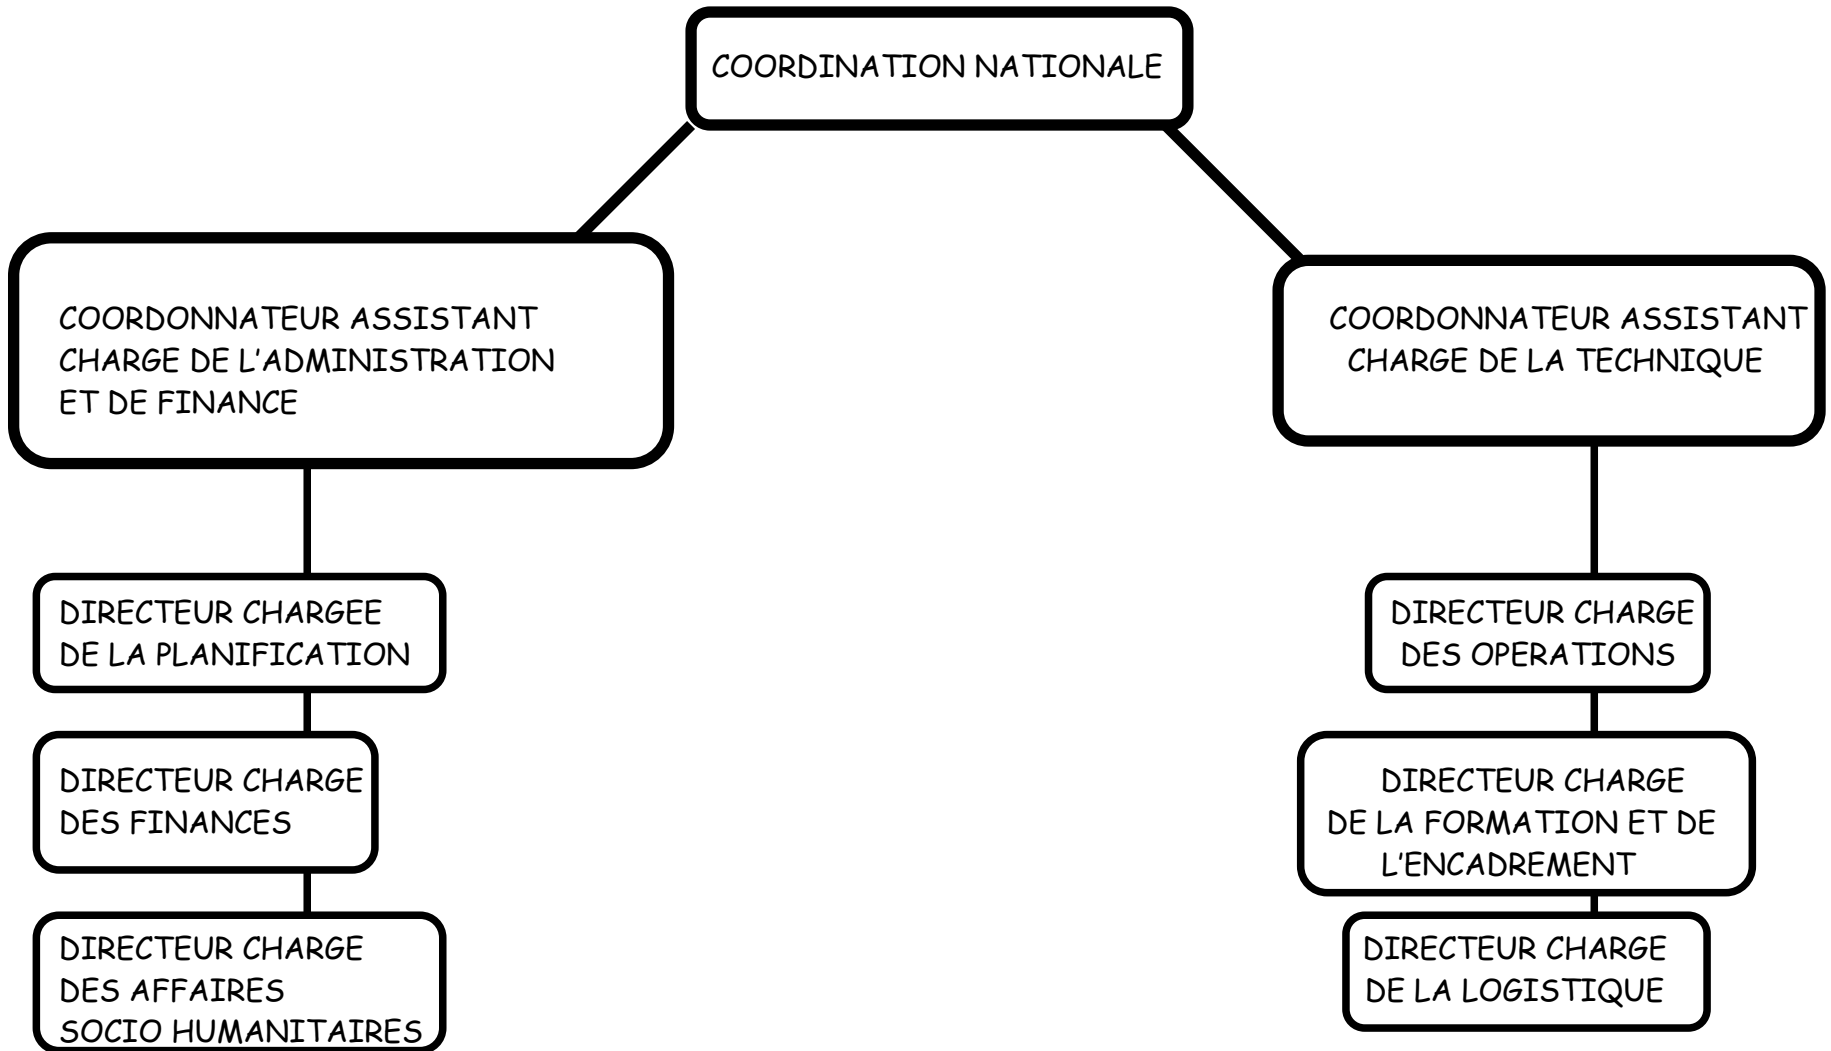 COORDINATION NATIONALE
COORDONNATEUR ASSISTANT
CHARGE DE L'ADMINISTRATION
ET DE FINANCE
COORDONNATEUR ASSISTANT
CHARGE DE LA TECHNIQUE
DIRECTEUR CHARGEE
DE LA PLANIFICATION
DIRECTEUR CHARGE
DES FINANCES
DIRECTEUR CHARGE
DES AFFAIRES
SOCIO HUMANITAIRES
DIRECTEUR CHARGE
DES OPERATIONS
DIRECTEUR CHARGE
DE LA FORMATION ET DE
L'ENCADREMENT
DIRECTEUR CHARGE
DE LA LOGISTIQUE